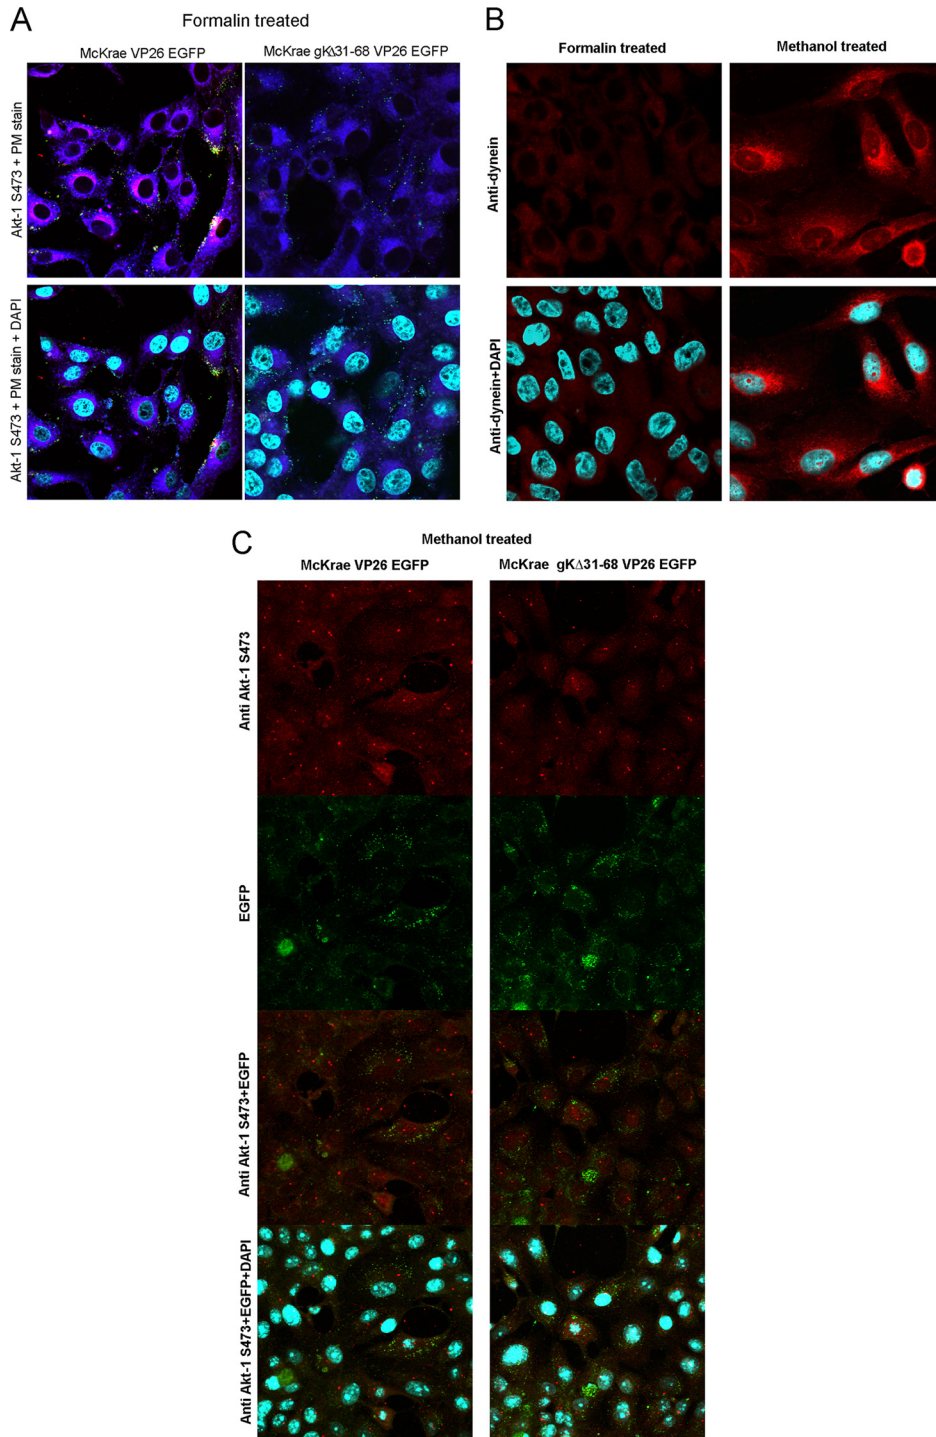 A
Formalin treated
McKrae VP26 EGFP
McKrae gKΔ31-68 VP26 EGFP
Akt-1 S473 + PM stain
Akt-1 S473 + PM stain + DAPI
B
Formalin treated
Methanol treated
Anti-dynein
Anti-dynein+DAPI
C
Methanol treated
McKrae VP26 EGFP
McKrae gKΔ31-68 VP26 EGFP
Anti Akt-1 S473
EGFP
Anti Akt-1 S473+EGFP
Anti Akt-1 S473+EGFP+DAPI